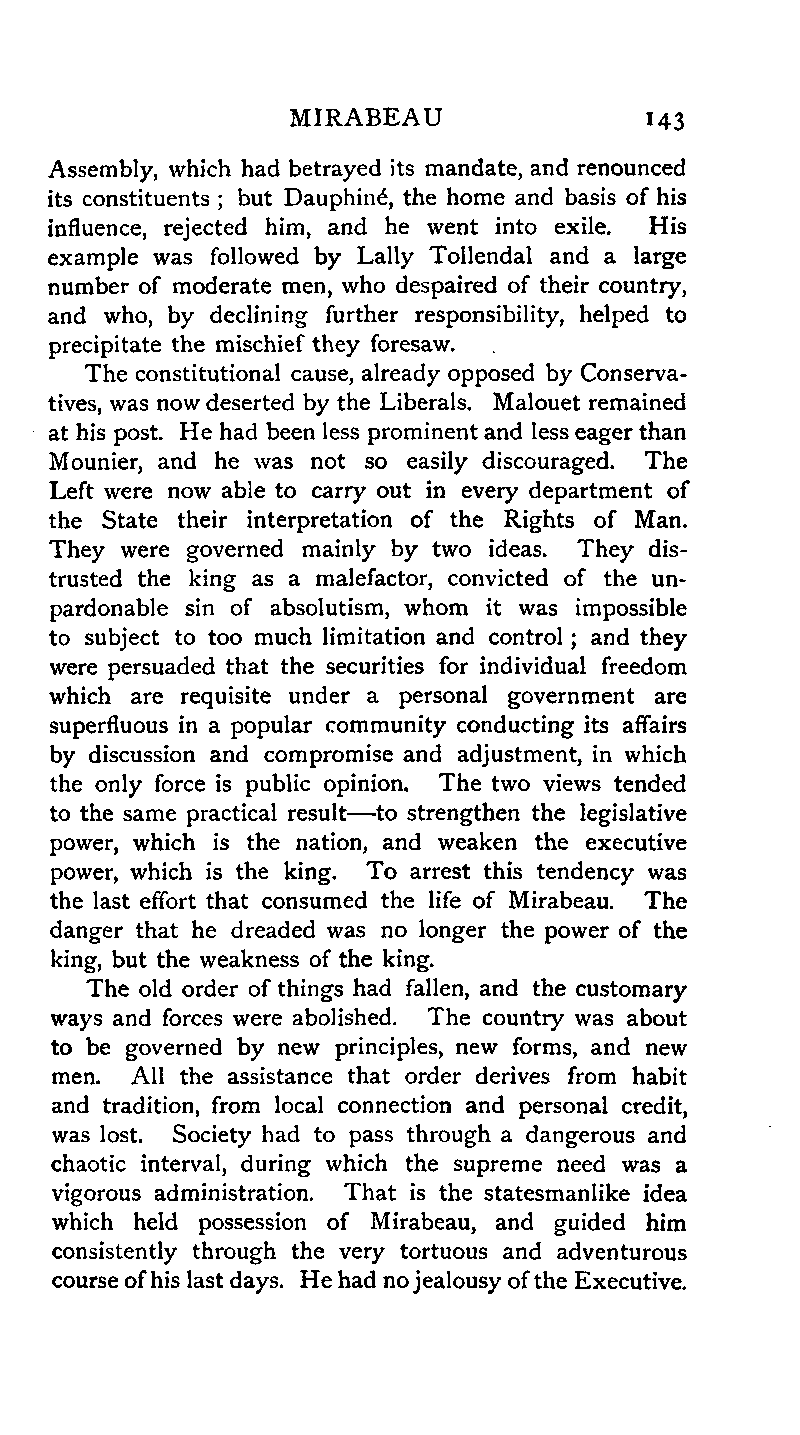 MIRABEAU 143
Assembly, which had betrayed its mandate, and renounced
its constituents ; but Dauphiné, the home and basis of his
influence, rejected him, and he went into exile. His
example was followed by Lally Tollendal and a large
number of moderate men, who despaired of their country,
and who, by declining further responsibility, helped to
precipitate the mischief they foresaw.
The constitutional cause, already opposed by Conserva-
tives, was now deserted by the Liberals. Malouet remained
at his post. He had been less prominent and less eager than
Mounier, and he was not so easily discouraged. The
Left were now able to carry out in every department of
the State their interpretation of the Rights of Man.
They were governed mainly by two ideas. They dis-
trusted the king as a malefactor, convicted of the un-
pardonable sin of absolutism, whom it was impossible
to subject to too much limitation and control ; and they
were persuaded that the securities for individual freedom
which are requisite under a personal government are
superfluous in a popular community conducting its affairs
by discussion and compromise and adjustment, in which
the only force is public opinion. The two views tended
to the same practical result—to strengthen the legislative
power, which is the nation, and weaken the executive
power, which is the king. To arrest this tendency was
the last effort that consumed the life of Mirabeau. The
danger that he dreaded was no longer the power of the
king, but the weakness of the king.
The old order of things had fallen, and the customary
ways and forces were abolished. The country was about
to be governed by new principles, new forms, and new
men. All the assistance that order derives from habit
and tradition, from local connection and personal credit,
was lost. Society had to pass through a dangerous and
chaotic interval, during which the supreme need was a
vigorous administration. That is the statesmanlike idea
which held possession of Mirabeau, and guided him
consistently through the very tortuous and adventurous
course of his last days. He had no jealousy of the Executive.